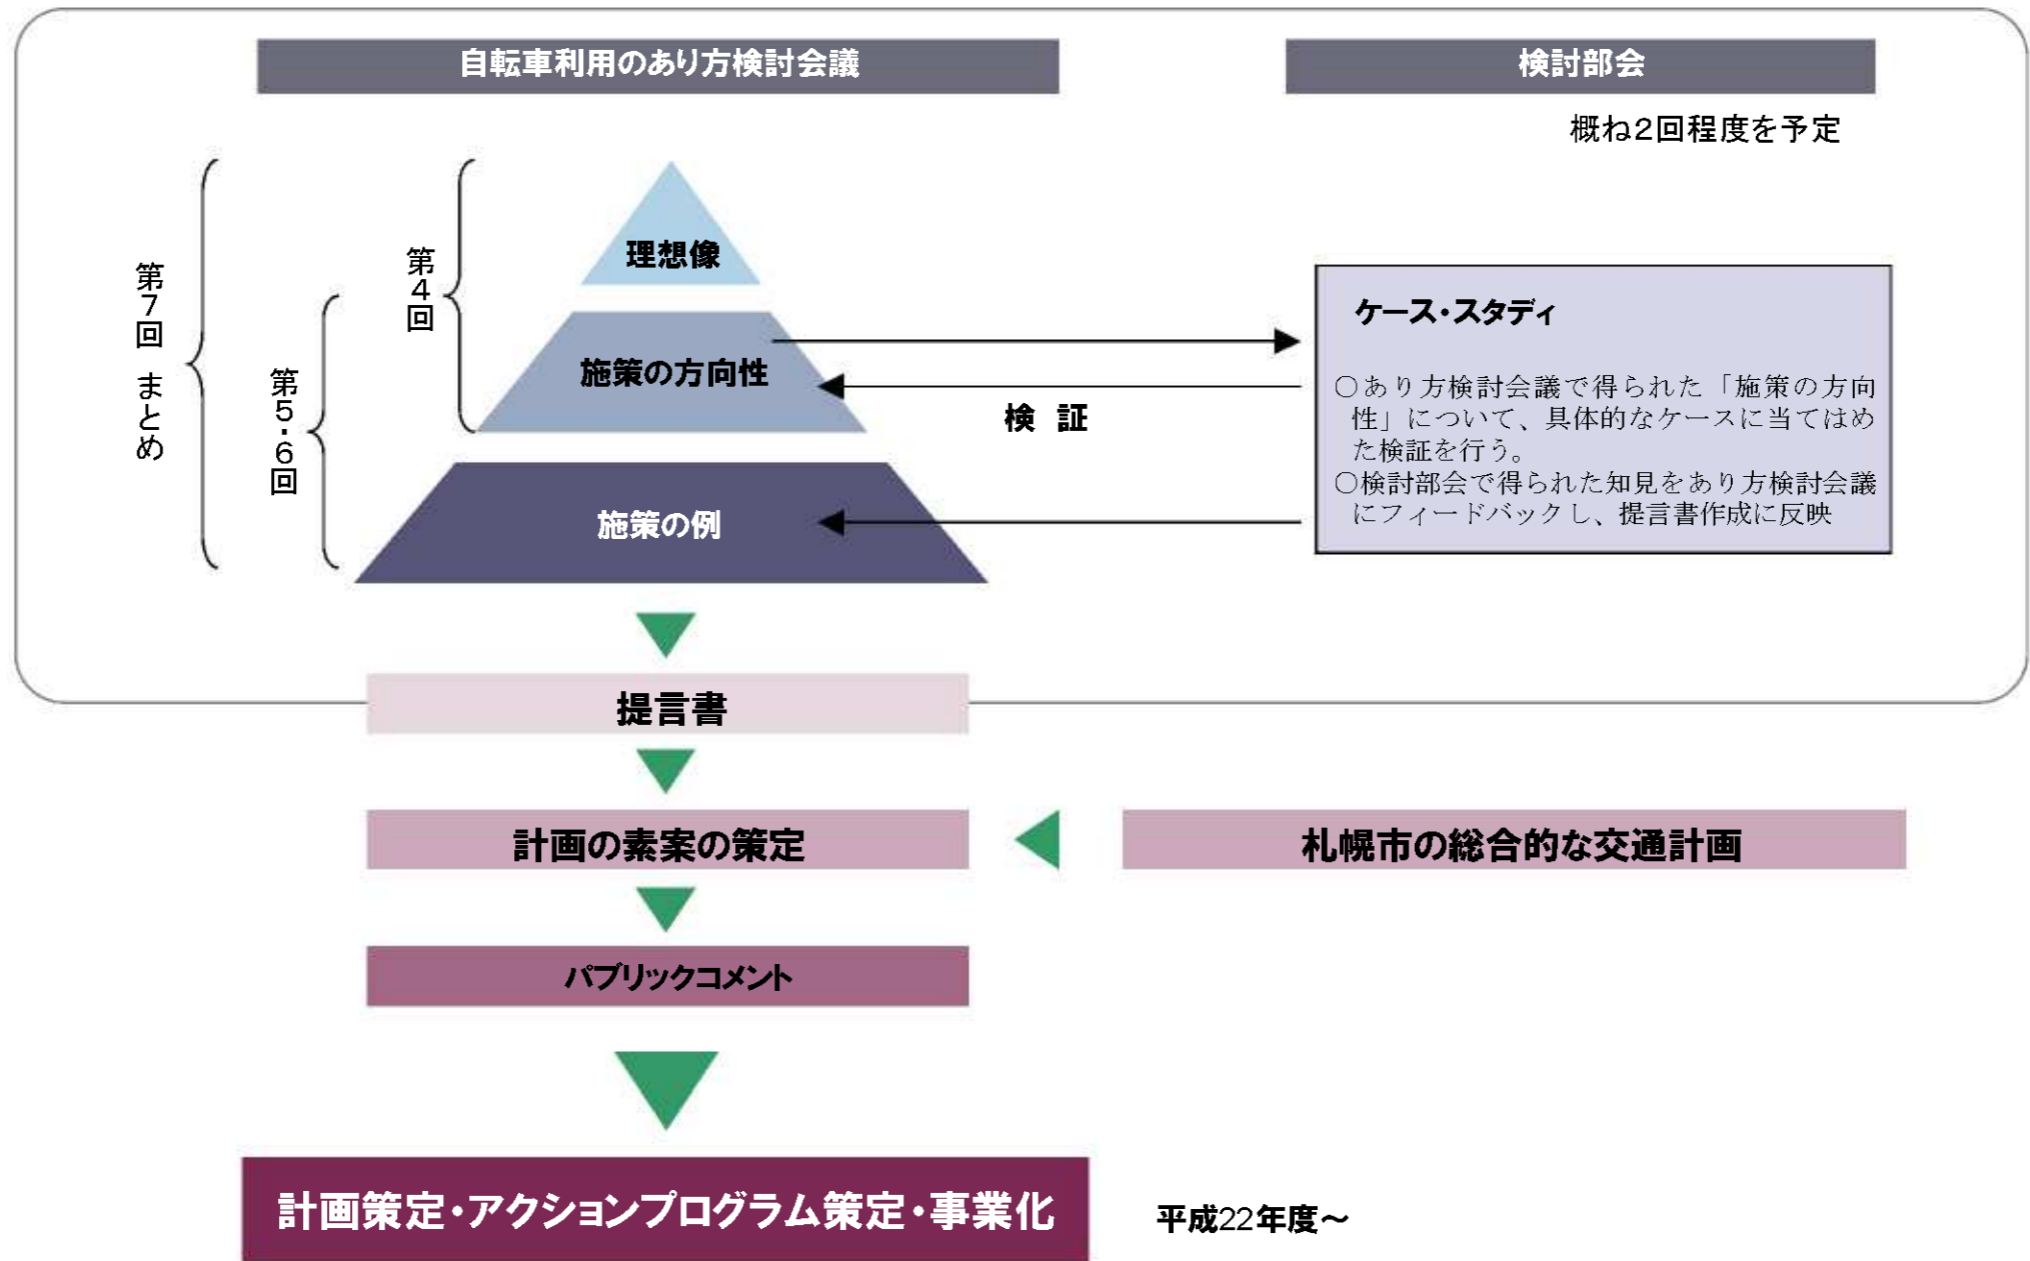 自転車利用のあり方検討会議
検討部会
概ね2回程度を予定
第7回 まとめ
第5・6回
第4回
理想像
施策の方向性
施策の例
検 証
ケース・スタディ
○あり方検討会議で得られた「施策の方向
性」について、具体的なケースに当てはめ
た検証を行う。
○検討部会で得られた知見をあり方検討会議
にフィードバックし、提言書作成に反映
提言書
計画の素案の策定
札幌市の総合的な交通計画
パブリックコメント
計画策定・アクションプログラム策定・事業化
平成22年度～